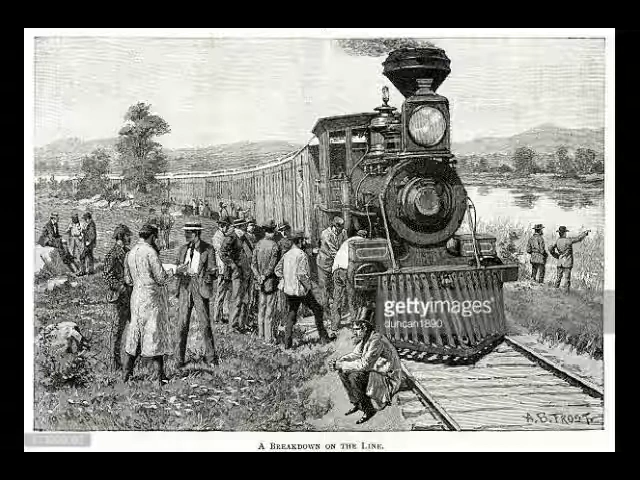 gettyimages
duncan1890
A. B. FROST.
A BREAKDOWN ON THE LINE.